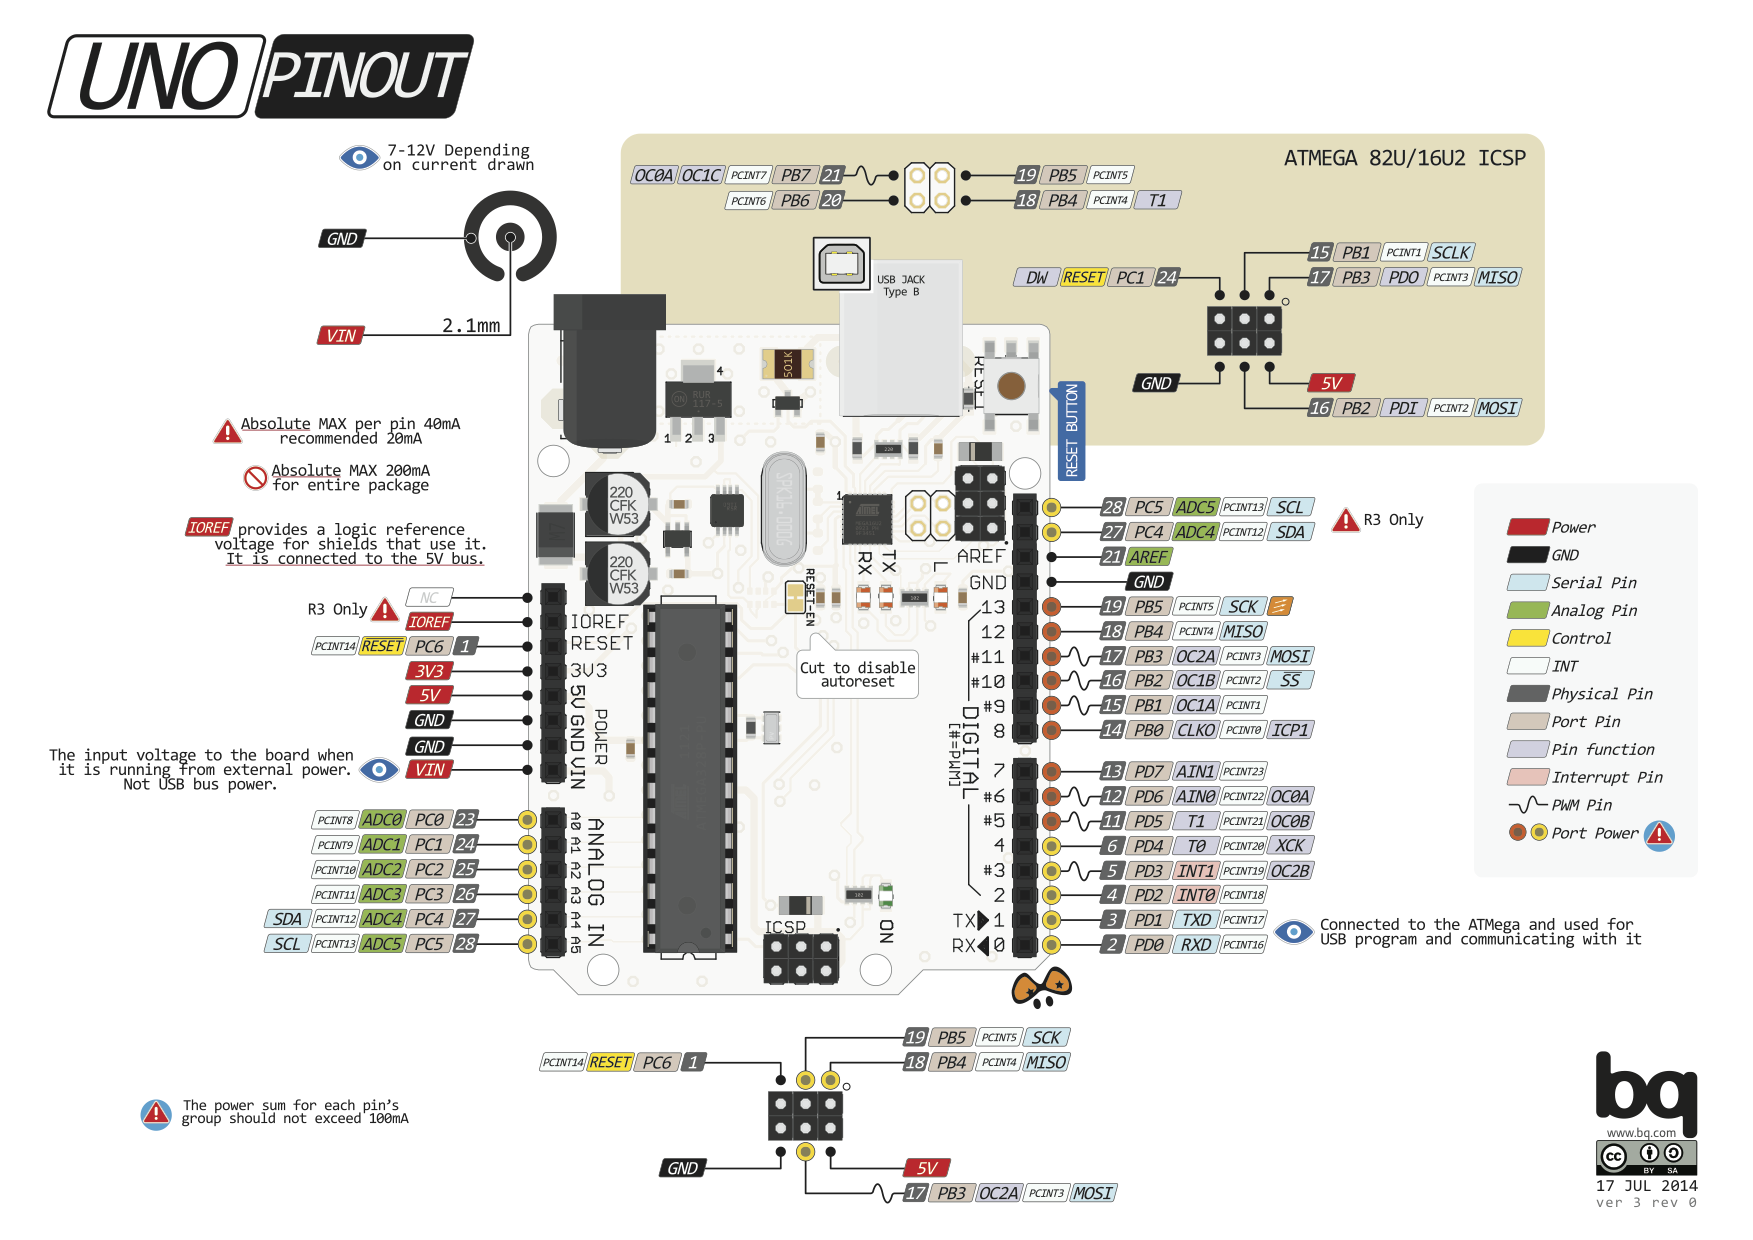 UNO PINOUT
7-12V Depending
on current drawn
GND
VIN
2.1mm
ATMEGA 82U/16U2 ICSP
OC0A OC1C PCINT7 PB7 21
PCINT6 PB6 20
19 PB5 PCINT5
18 PB4 PCINT4 T1
USB JACK
Type B
DW RESET PC1 24
15 PB1 PCINT1 SCLK
17 PB3 PDO PCINT3 MISO
GND
5V
16 PB2 PDI PCINT2 MOSI
RESET
RESET BUTTON
501K
4
ON
RUR
117-5
1 2 3
220
Absolute MAX per pin 40mA
recommended 20mA
Absolute MAX 200mA
for entire package
IOREF provides a logic reference
voltage for shields that use it.
It is connected to the 5V bus.
220
CFK
W53
220
CFK
W53
SPK16.000G
1
ATMEL
RX
TX
L
RESET-EN
102
Cut to disable
autoreset
NC
R3 Only
IOREF
PCINT14 RESET PC6 1
3V3
5V
GND
GND
VIN
The input voltage to the board when
it is running from external power.
Not USB bus power.
IOREF
RESET
3V3
5V
GND
VIN
POWER
PCINT8 ADC0 PC0 23
PCINT9 ADC1 PC1 24
PCINT10 ADC2 PC2 25
PCINT11 ADC3 PC3 26
SDA PCINT12 ADC4 PC4 27
SCL PCINT13 ADC5 PC5 28
A0
A1
A2
A3
A4
A5
ANALOG IN
102
ON
ICSP
AREF
GND
13
12
#11
#10
#9
8
7
#6
#5
4
#3
2
TX 1
RX 0
DIGITAL
[#=PWM]
28 PC5 ADC5 PCINT13 SCL
27 PC4 ADC4 PCINT12 SDA
R3 Only
21 AREF
GND
19 PB5 PCINT5 SCK
18 PB4 PCINT4 MISO
17 PB3 OC2A PCINT3 MOSI
16 PB2 OC1B PCINT2 SS
15 PB1 OC1A PCINT1
14 PB0 CLKO PCINT0 ICP1
13 PD7 AIN1 PCINT23
12 PD6 AIN0 PCINT22 OC0A
11 PD5 T1 PCINT21 OC0B
6 PD4 T0 PCINT20 XCK
5 PD3 INT1 PCINT19 OC2B
4 PD2 INT0 PCINT18
3 PD1 TXD PCINT17
2 PD0 RXD PCINT16
Connected to the ATMega and used for
USB program and communicating with it
Power
GND
Serial Pin
Analog Pin
Control
INT
Physical Pin
Port Pin
Pin function
Interrupt Pin
PWM Pin
Port Power
PCINT14 RESET PC6 1
19 PB5 PCINT5 SCK
18 PB4 PCINT4 MISO
GND
5V
17 PB3 OC2A PCINT3 MOSI
The power sum for each pin's
group should not exceed 100mA
bq
www.bq.com
cc BY SA
17 JUL 2014
ver 3 rev 0